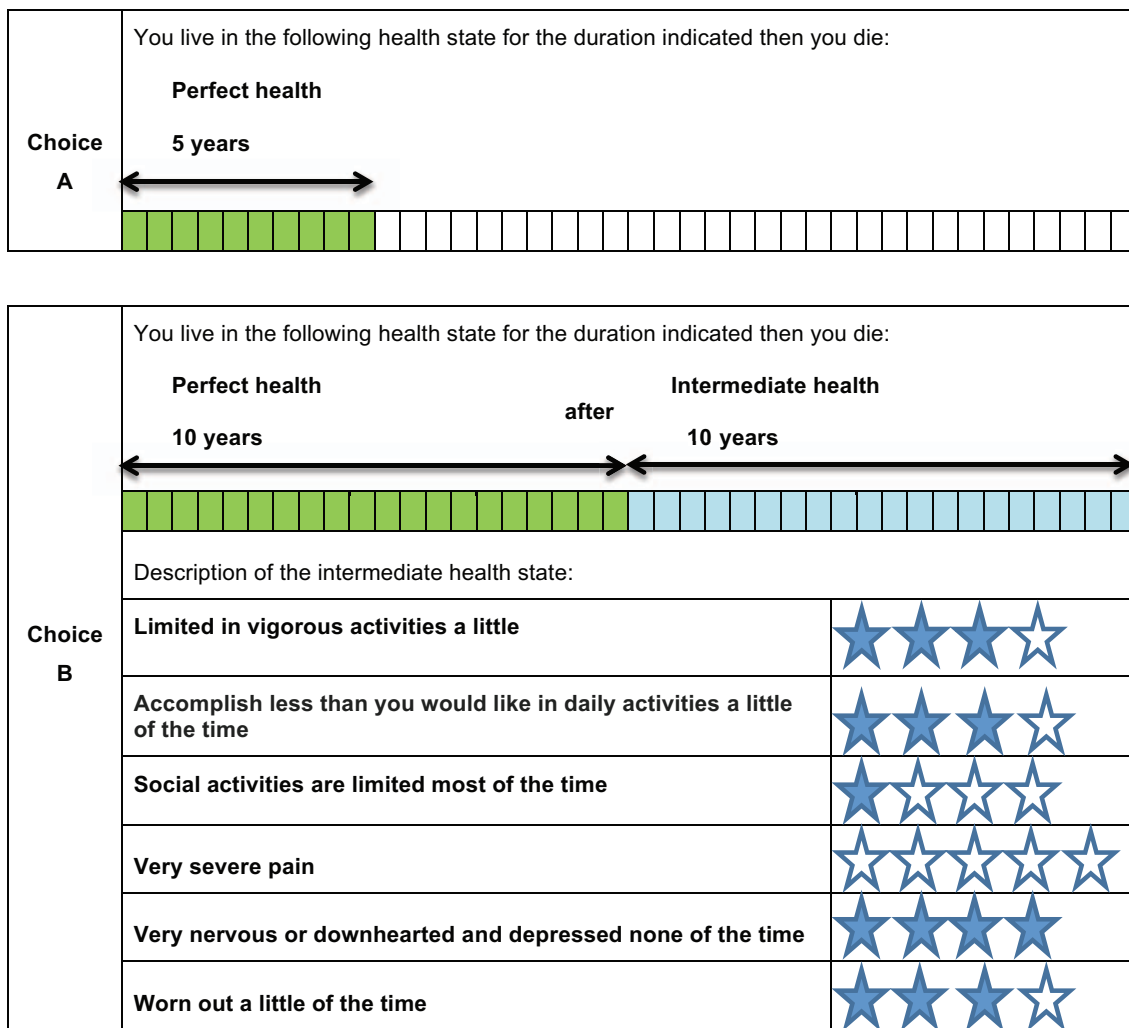 You live in the following health state for the duration indicated then you die:
Perfect health
5 years
Choice
A
You live in the following health state for the duration indicated then you die:
Perfect health
Intermediate health
after
10 years
10 years
Description of the intermediate health state:
Choice
B
Limited in vigorous activities a little
Accomplish less than you would like in daily activities a little
of the time
Social activities are limited most of the time
Very severe pain
Very nervous or downhearted and depressed none of the time
Worn out a little of the time